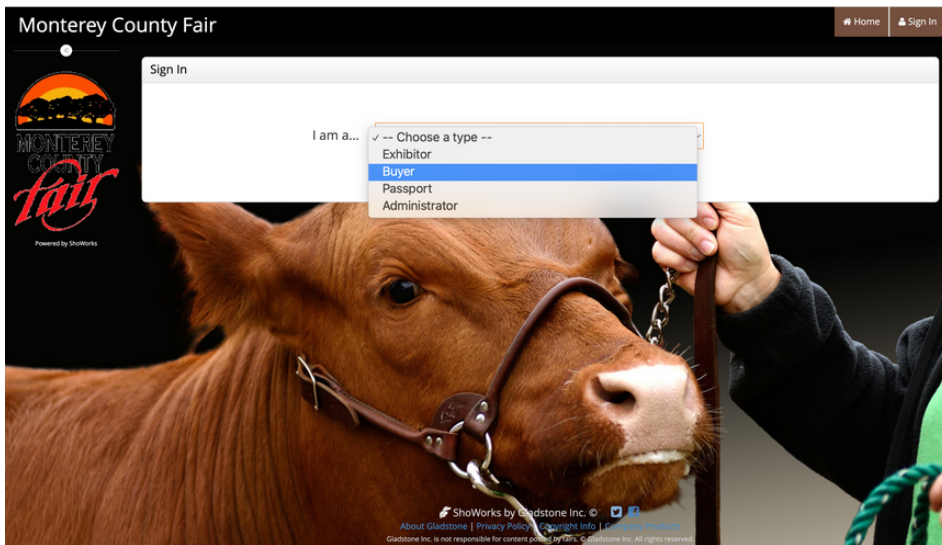 Monterey County Fair
Home
Sign In
Sign In
I am a...
✓ -- Choose a type --
Exhibitor
Buyer
Passport
Administrator
MONTEREY
COUNTY
fair
Powered by ShoWorks
ShoWorks by Gladstone Inc. ©
About Gladstone | Privacy Policy | Copyright Info |
Gladstone Inc. is not responsible for content posted by fairs. © Gladstone Inc. All rights reserved.